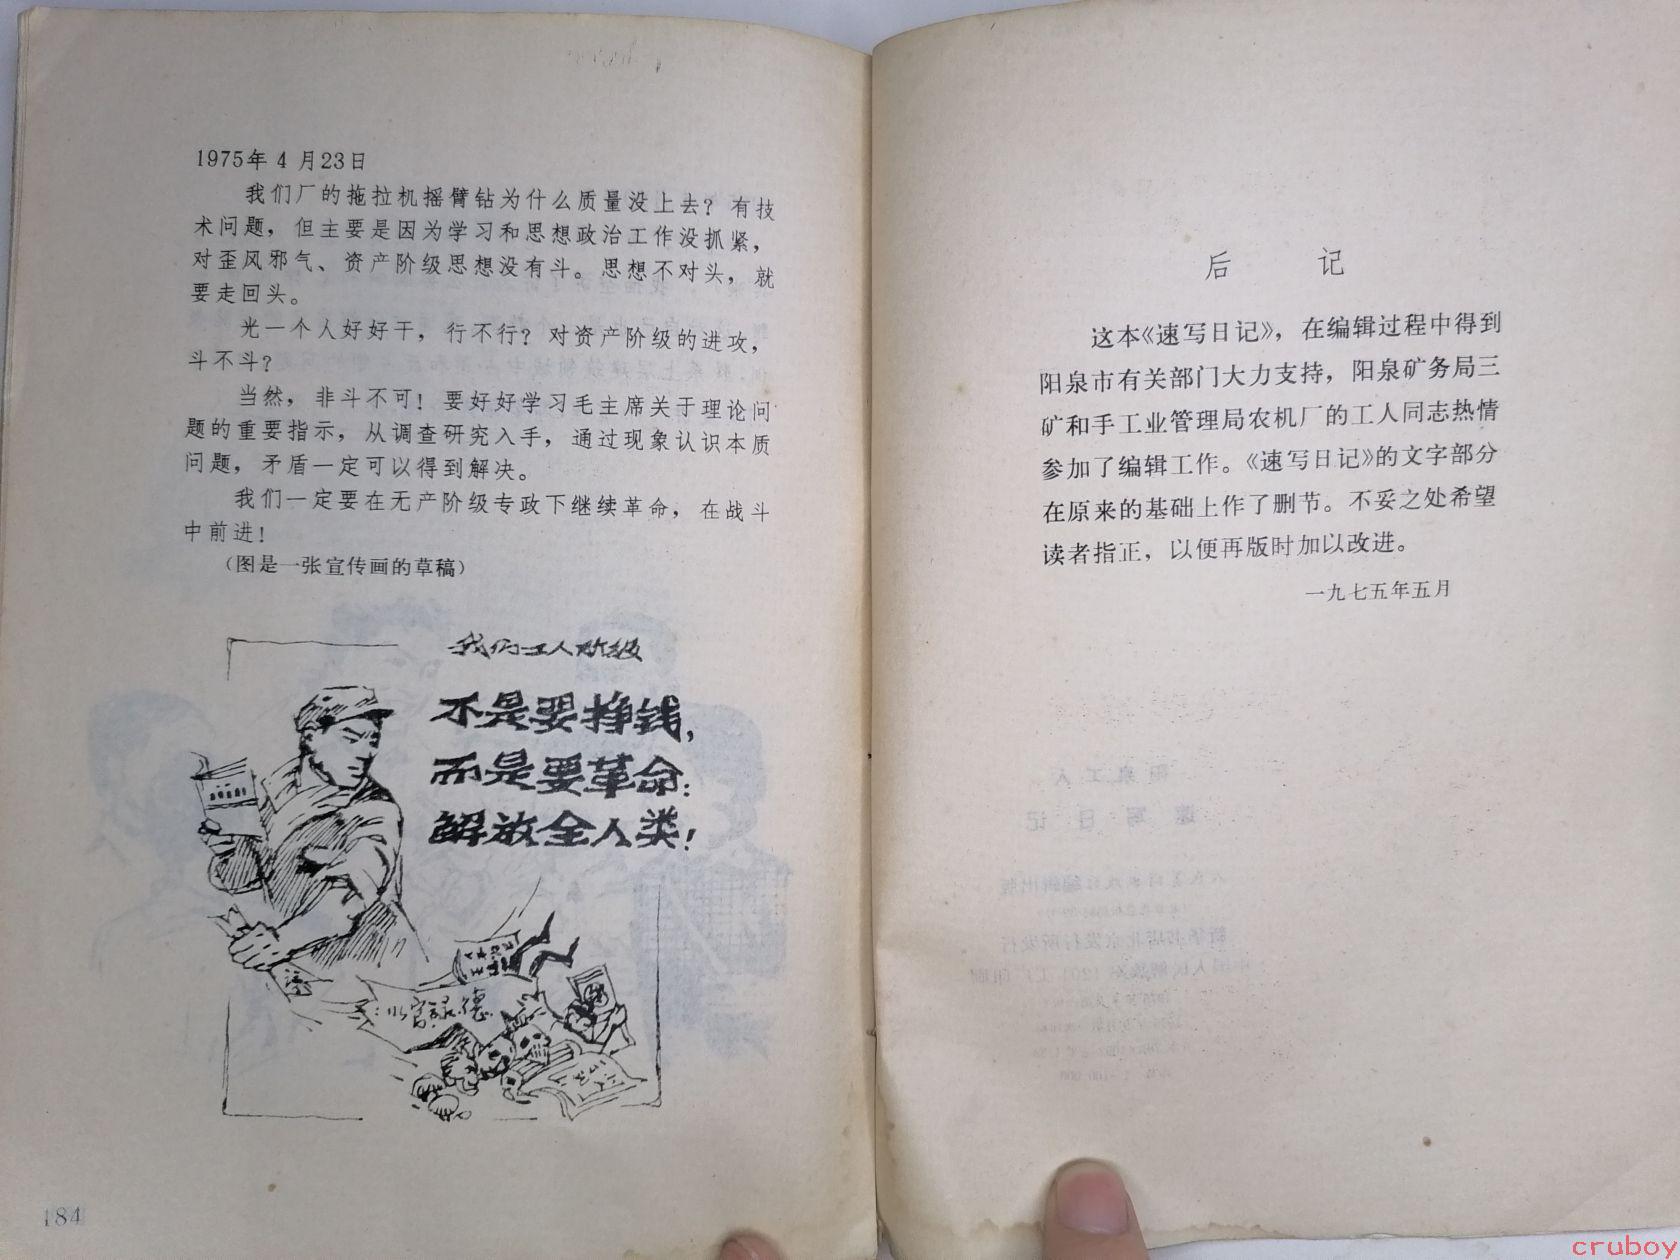 1975年4月23日
我们厂的拖拉机摇臂钻为什么质量没上去？有技
术问题，但主要是因为学习和思想政治工作没抓紧，
对歪风邪气、资产阶级思想没有斗。思想不对头，就
要走回头。
光一个人好好干，行不行？对资产阶级的进攻，
斗不斗？
当然，非斗不可！要好好学习毛主席关于理论问
题的重要指示，从调查研究入手，通过现象认识本质
问题，矛盾一定可以得到解决。
我们一定要在无产阶级专政下继续革命，在战斗
中前进！
（图是一张宣传画的草稿）
我们工人阶级
不是要挣钱，
而是要革命；
解放全人类！
184
后记
这本《速写日记》，在编辑过程中得到
阳泉市有关部门大力支持，阳泉矿务局三
矿和手工业管理局农机厂的工人同志热情
参加了编辑工作。《速写日记》的文字部分
在原来的基础上作了删节。不妥之处希望
读者指正，以便再版时加以改进。
一九七五年五月
cruboy